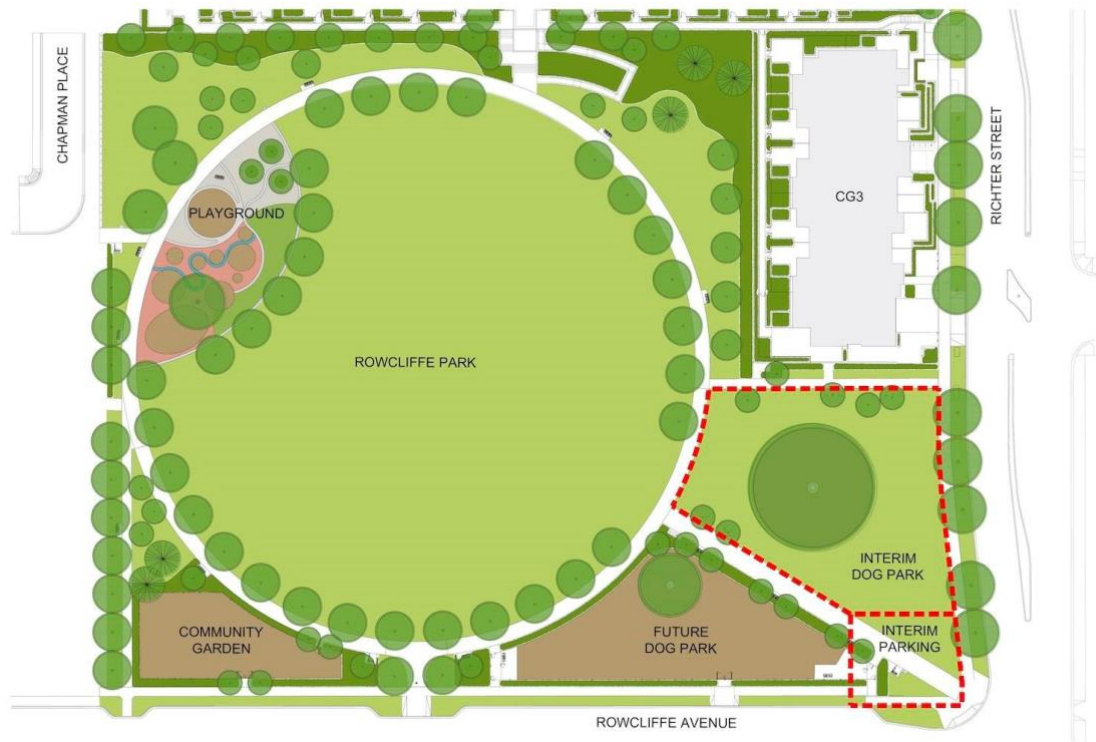 CHAPMAN PLACE
RICHTER STREET
CG3
PLAYGROUND
ROWCLIFFE PARK
INTERIM
DOG PARK
COMMUNITY
GARDEN
FUTURE
DOG PARK
INTERIM
PARKING
ROWCLIFFE AVENUE